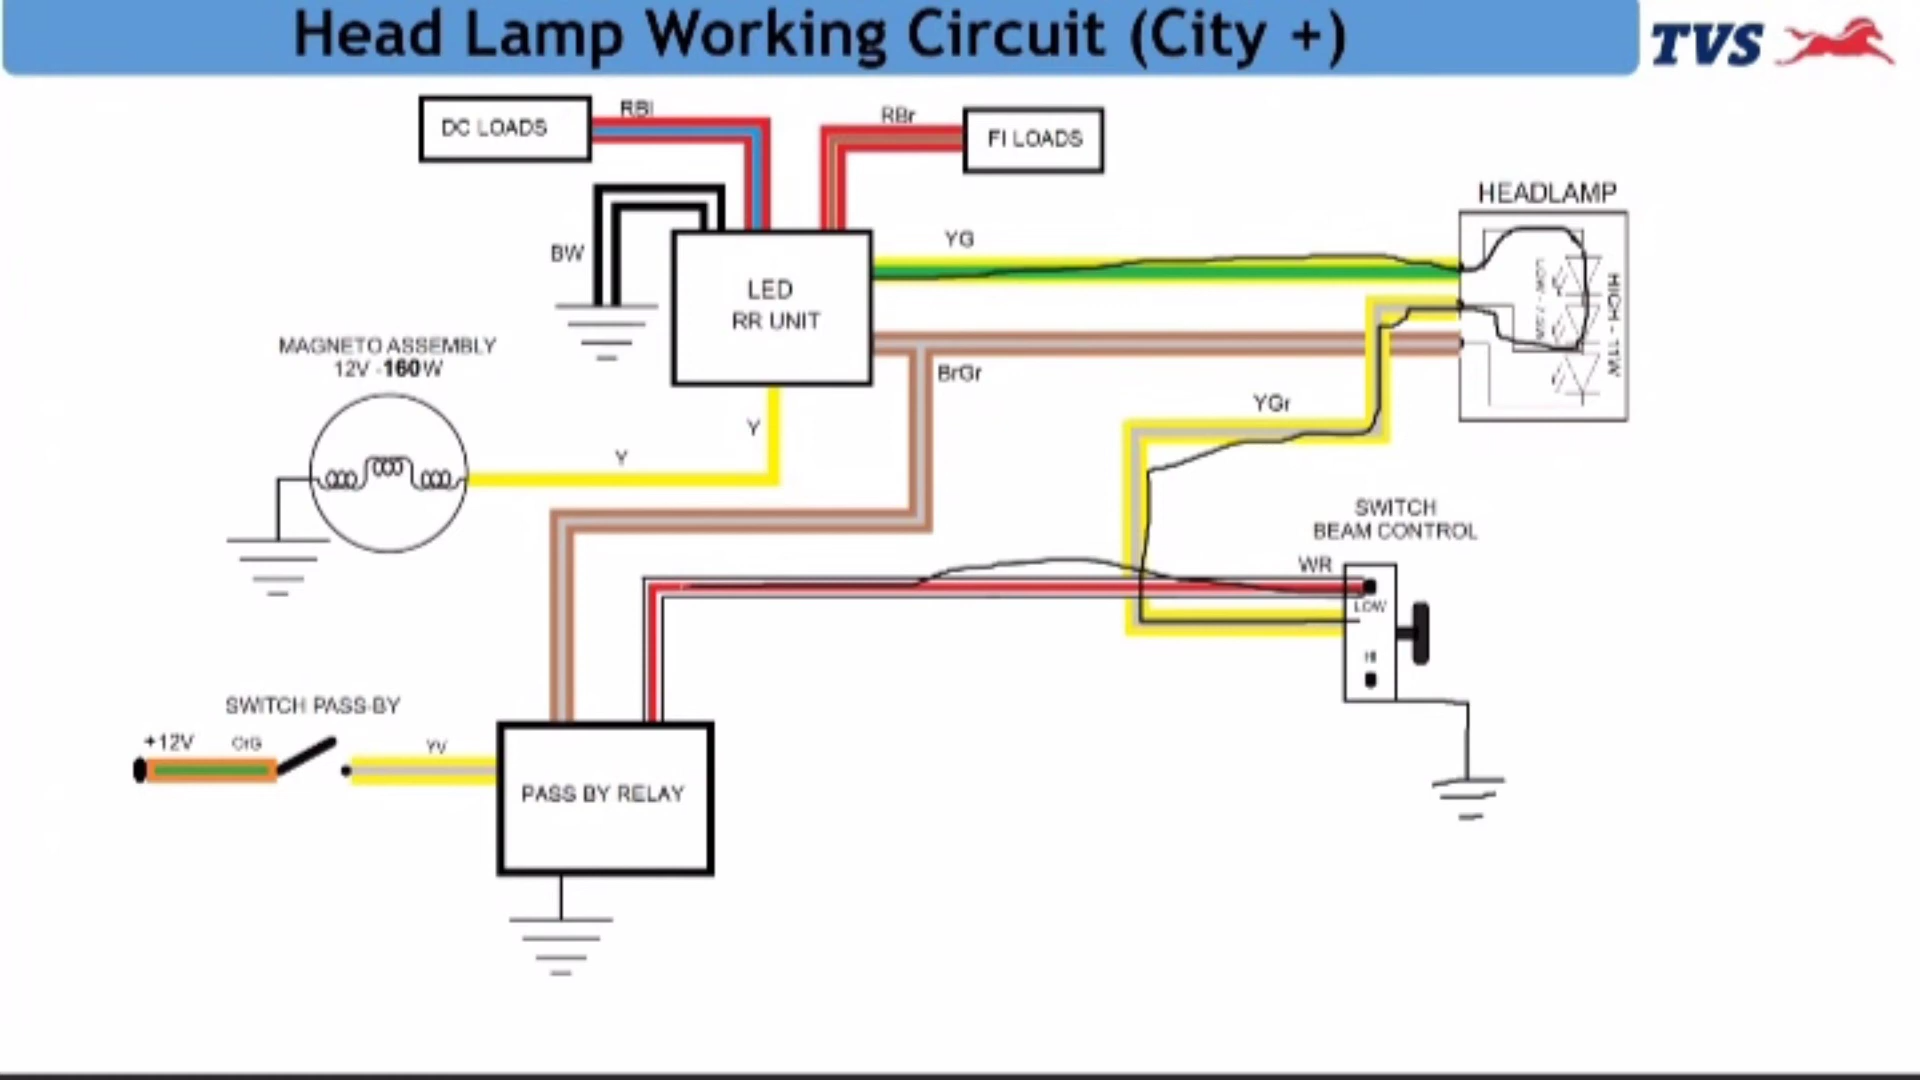 Head Lamp Working Circuit (City +)
TVS
DC LOADS
RBl
RBr
FI LOADS
HEADLAMP
BW
YG
LED
RR UNIT
HIGH - 11W
MAGNETO ASSEMBLY
12V -160W
BrGr
YGr
Y
Y
SWITCH
BEAM CONTROL
WR
LOW
HI
SWITCH PASS-BY
+12V
OrG
YV
PASS BY RELAY